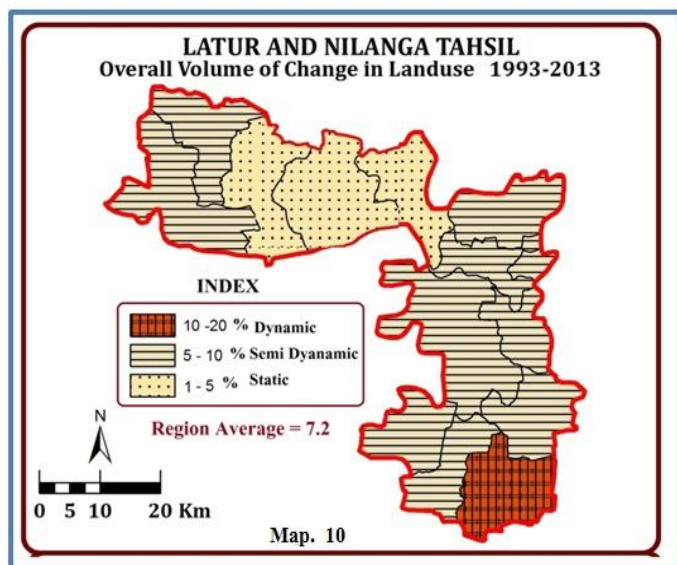 LATUR AND NILANGA TAHSIL
Overall Volume of Change in Landuse 1993-2013
INDEX
10 -20 % Dynamic
5 - 10 % Semi Dyanamic
1 - 5 % Static
Region Average = 7.2
N
0 5 10 20 Km
Map. 10